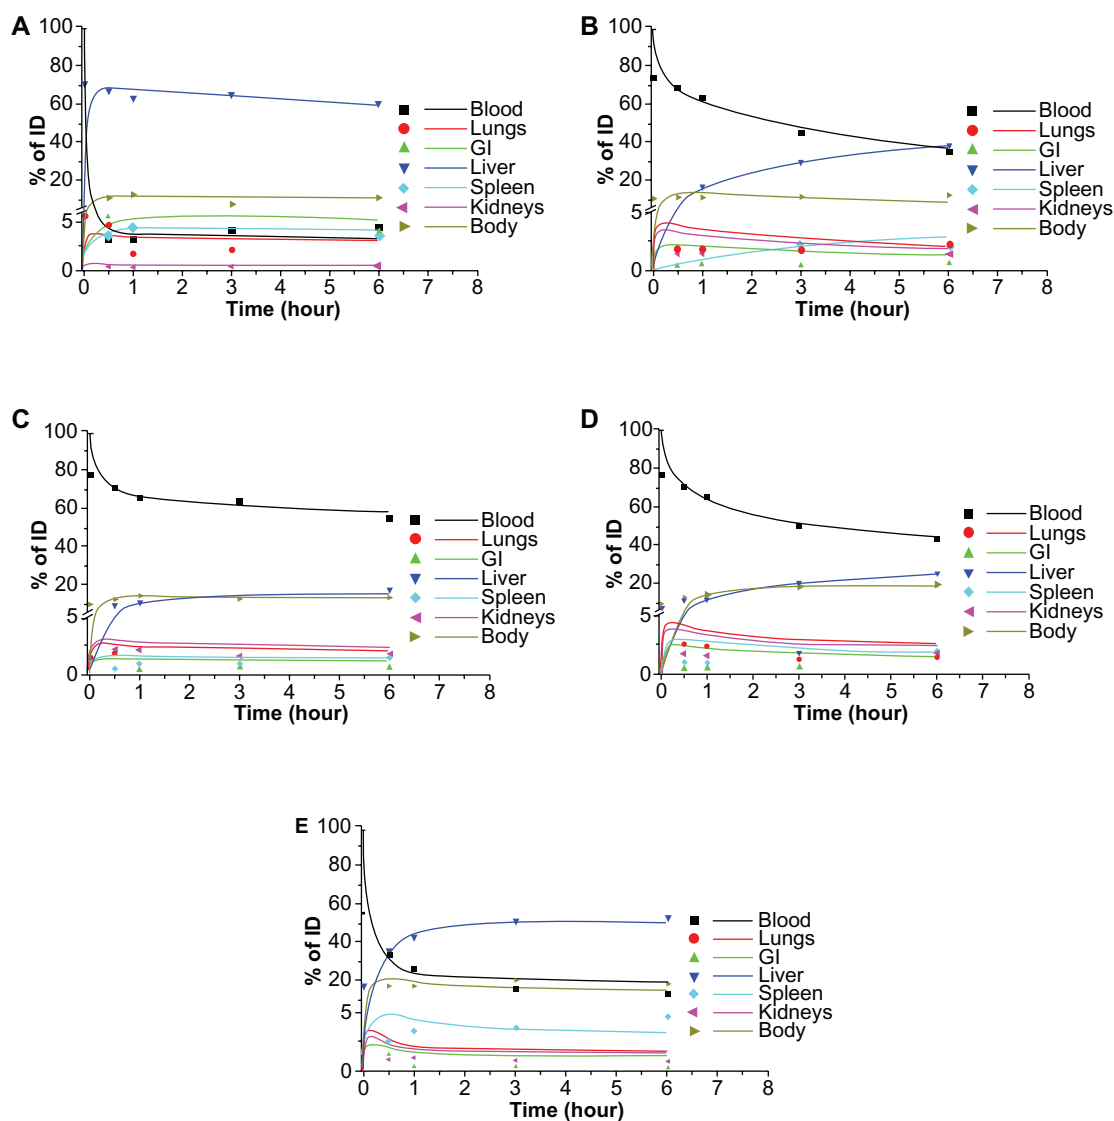 A
100
80
60
40
20
5
0
% of ID
0 1 2 3 4 5 6 7 8
Time (hour)
Blood
Lungs
GI
Liver
Spleen
Kidneys
Body
B
100
80
60
40
20
5
0
% of ID
0 1 2 3 4 5 6 7 8
Time (hour)
Blood
Lungs
GI
Liver
Spleen
Kidneys
Body
C
100
80
60
40
20
5
0
% of ID
0 1 2 3 4 5 6 7 8
Time (hour)
Blood
Lungs
GI
Liver
Spleen
Kidneys
Body
D
100
80
60
40
20
5
0
% of ID
0 1 2 3 4 5 6 7 8
Time (hour)
Blood
Lungs
GI
Liver
Spleen
Kidneys
Body
E
100
80
60
40
20
5
0
% of ID
0 1 2 3 4 5 6 7 8
Time (hour)
Blood
Lungs
GI
Liver
Spleen
Kidneys
Body